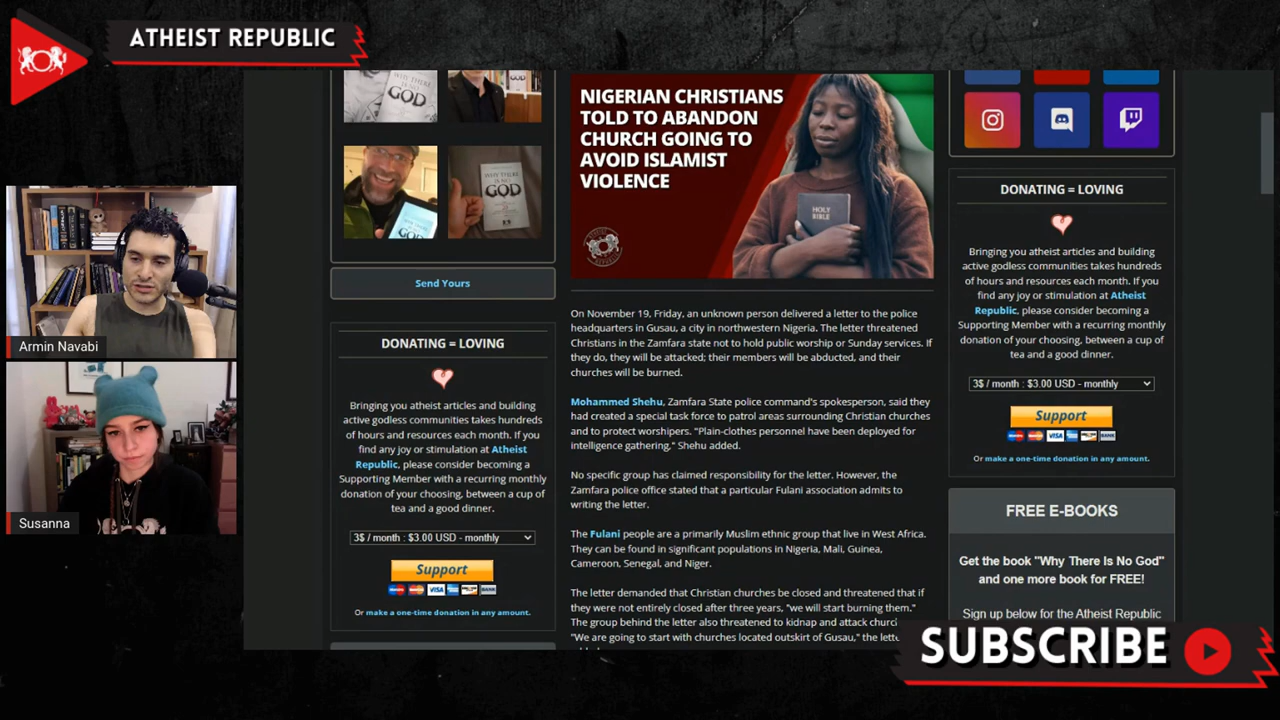 ATHEIST REPUBLIC
Armin Navabi
Susanna
WHY THERE IS NO
GOD
WHY THERE IS NO
GOD
Send Yours
DONATING = LOVING
Bringing you atheist articles and building
active godless communities takes hundreds
of hours and resources each month. If you
find any joy or stimulation at Atheist
Republic, please consider becoming a
Supporting Member with a recurring monthly
donation of your choosing, between a cup of
tea and a good dinner.
3$ / month : $3.00 USD - monthly
Support
VISA
BANK
Or make a one-time donation in any amount.
NIGERIAN CHRISTIANS
TOLD TO ABANDON
CHURCH GOING TO
AVOID ISLAMIST
VIOLENCE
HOLY
BIBLE
On November 19, Friday, an unknown person delivered a letter to the police
headquarters in Gusau, a city in northwestern Nigeria. The letter threatened
Christians in the Zamfara state not to hold public worship or Sunday services. If
they do, they will be attacked; their members will be abducted, and their
churches will be burned.
Mohammed Shehu, Zamfara State police command's spokesperson, said they
had created a special task force to patrol areas surrounding Christian churches
and to protect worshipers. "Plain-clothes personnel have been deployed for
intelligence gathering," Shehu added.
No specific group has claimed responsibility for the letter. However, the
Zamfara police office stated that a particular Fulani association admits to
writing the letter.
The Fulani people are a primarily Muslim ethnic group that live in West Africa.
They can be found in significant populations in Nigeria, Mali, Guinea,
Cameroon, Senegal, and Niger.
The letter demanded that Christian churches be closed and threatened that if
they were not entirely closed after three years, "we will start burning them."
The group behind the letter also threatened to kidnap and attack churc
"We are going to start with churches located outskirt of Gusau," the lett
DONATING = LOVING
Bringing you atheist articles and building
active godless communities takes hundreds
of hours and resources each month. If you
find any joy or stimulation at Atheist
Republic, please consider becoming a
Supporting Member with a recurring monthly
donation of your choosing, between a cup of
tea and a good dinner.
3$ / month : $3.00 USD - monthly
Support
VISA
BANK
Or make a one-time donation in any amount.
FREE E-BOOKS
Get the book "Why There Is No God"
and one more book for FREE!
Sign up below for the Atheist Republic
SUBSCRIBE